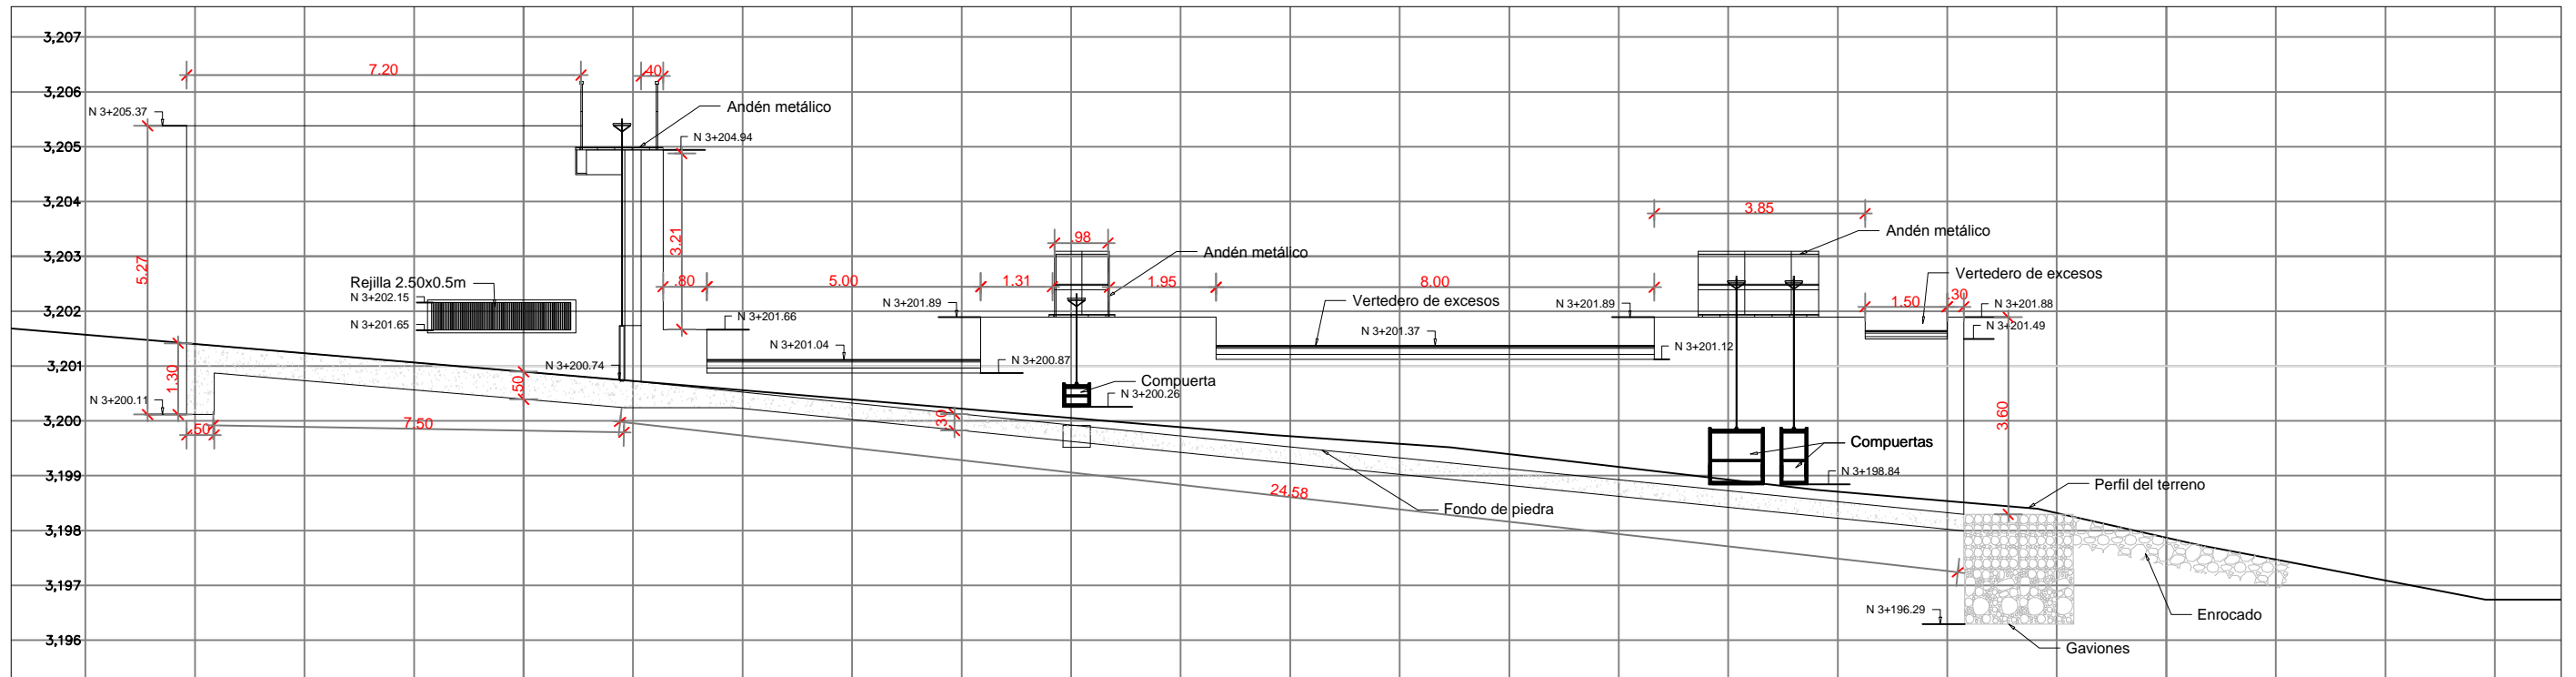 3,207
7.20
.40
3,206
Andén metálico
N 3+205.37
N 3+204.94
3,205
3,204
3.85
Andén metálico
.98
3.21
Andén metálico
3,203
5.27
Rejilla 2.50x0.5m
.80
5.00
1.31
1.95
8.00
Vertedero de excesos
N 3+202.15
N 3+201.89
Vertedero de excesos
N 3+201.89
1.50
.30
N 3+201.88
3,202
N 3+201.65
N 3+201.66
N 3+201.37
N 3+201.49
N 3+201.04
N 3+201.12
3,201
N 3+200.74
N 3+200.87
1.30
.50
Compuerta
N 3+200.26
N 3+200.11
3,200
.50
7.50
3.60
Compuertas
3,199
N 3+198.84
24.58
Perfil del terreno
Fondo de piedra
3,198
3,197
N 3+196.29
Enrocado
3,196
Gaviones